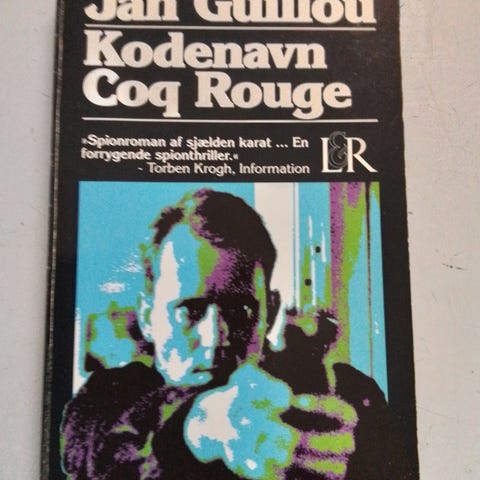 Jan Guillou
Kodenavn
Coq Rouge
»Spionroman af sjælden karat ... En
forrygende spionthriller.«
- Torben Krogh, Information
L&R